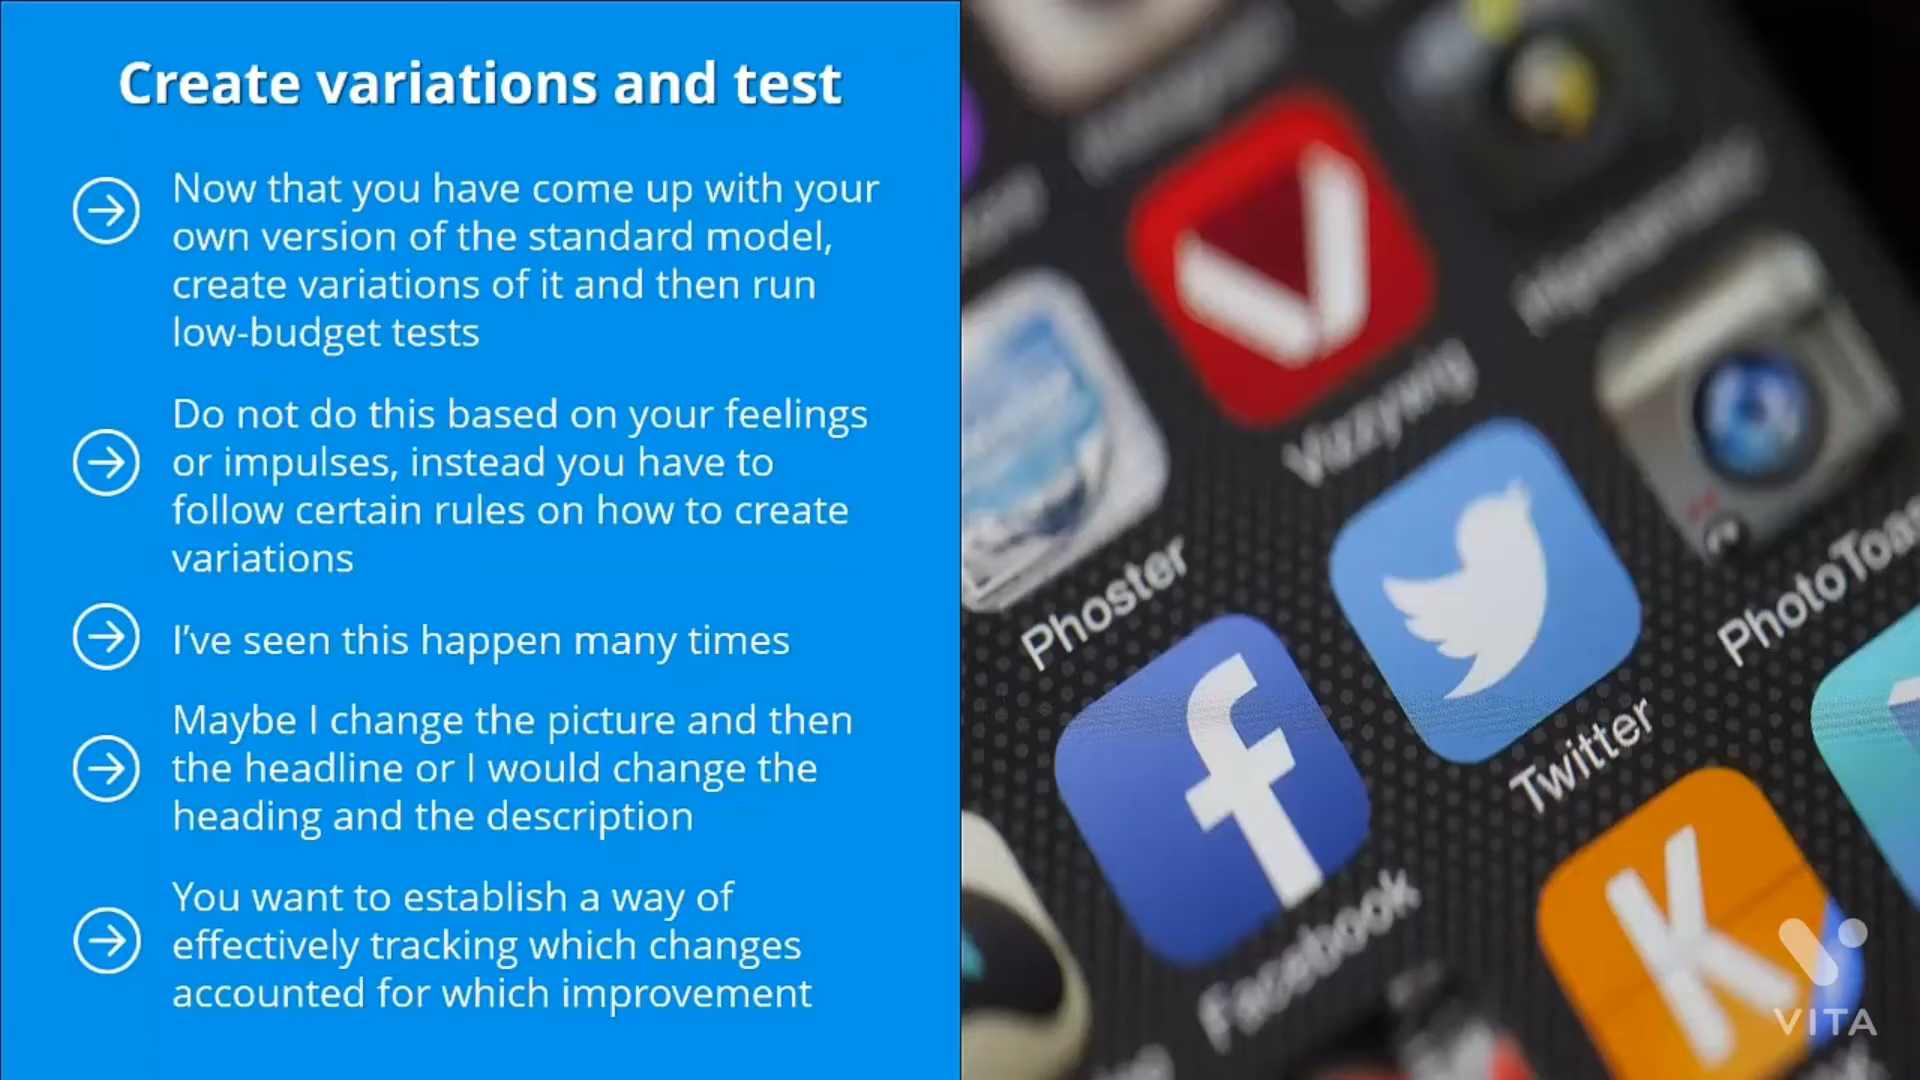 Create variations and test
Now that you have come up with your
own version of the standard model,
create variations of it and then run
low-budget tests
Do not do this based on your feelings
or impulses, instead you have to
follow certain rules on how to create
variations
I’ve seen this happen many times
Maybe I change the picture and then
the headline or I would change the
heading and the description
You want to establish a way of
effectively tracking which changes
accounted for which improvement
Vizzywig
Phoster
Twitter
Facebook
VITA